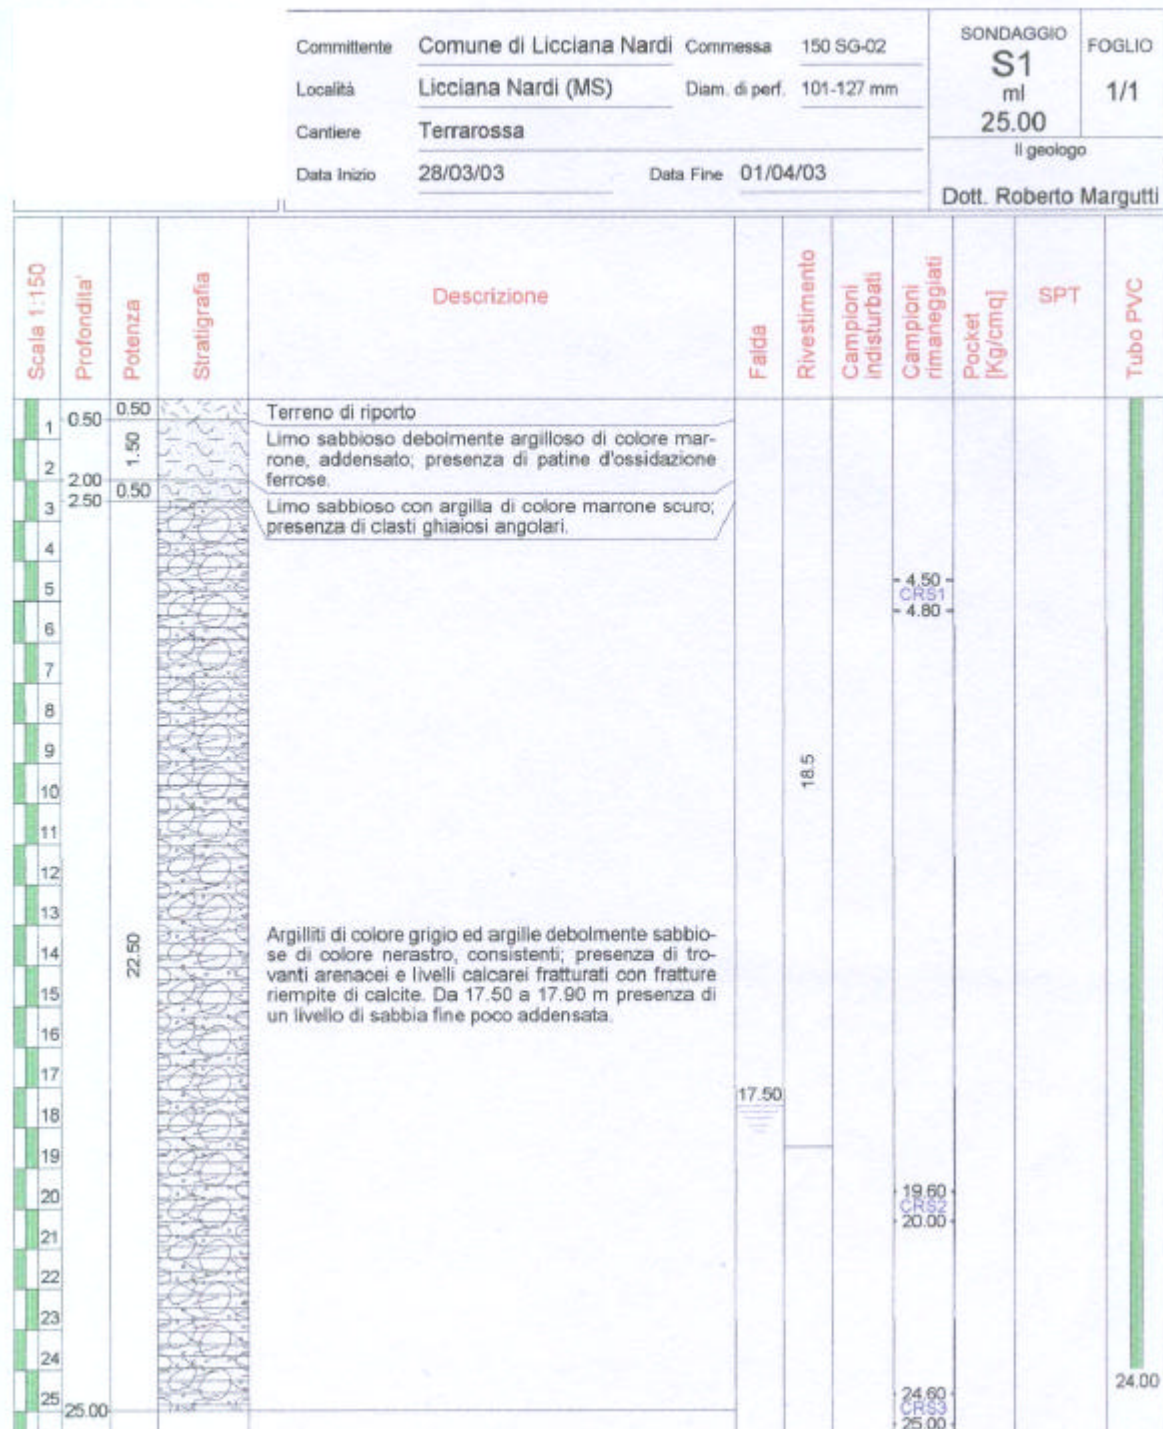 Committente Comune di Licciana Nardi Commessa 150 SG-02
Località Licciana Nardi (MS) Diam. di perf. 101-127 mm
Cantiere Terrarossa
Data Inizio 28/03/03 Data Fine 01/04/03
SONDAGGIO
S1
ml
25.00
FOGLIO
1/1
Il geologo
Dott. Roberto Margutti
Scala 1:150
Profondita'
Potenza
Stratigrafia
Descrizione
Falda
Rivestimento
Campioni
indisturbati
Campioni
rimaneggiati
Pocket
[Kg/cmq]
SPT
Tubo PVC
1
2
3
4
5
6
7
8
9
10
11
12
13
14
15
16
17
18
19
20
21
22
23
24
25
0.50
2.00
2.50
25.00
0.50
1.50
0.50
22.50
Terreno di riporto
Limo sabbioso debolmente argilloso di colore mar-
rone, addensato; presenza di patine d'ossidazione
ferrose.
Limo sabbioso con argilla di colore marrone scuro;
presenza di clasti ghiaiosi angolari.
Argilliti di colore grigio ed argille debolmente sabbio-
se di colore nerastro, consistenti; presenza di tro-
vanti arenacei e livelli calcarei fratturati con fratture
riempite di calcite. Da 17.50 a 17.90 m presenza di
un livello di sabbia fine poco addensata.
17.50
18.5
4.50
CRS1
4.80
19.60
CRS2
20.00
24.60
CRS3
25.00
24.00